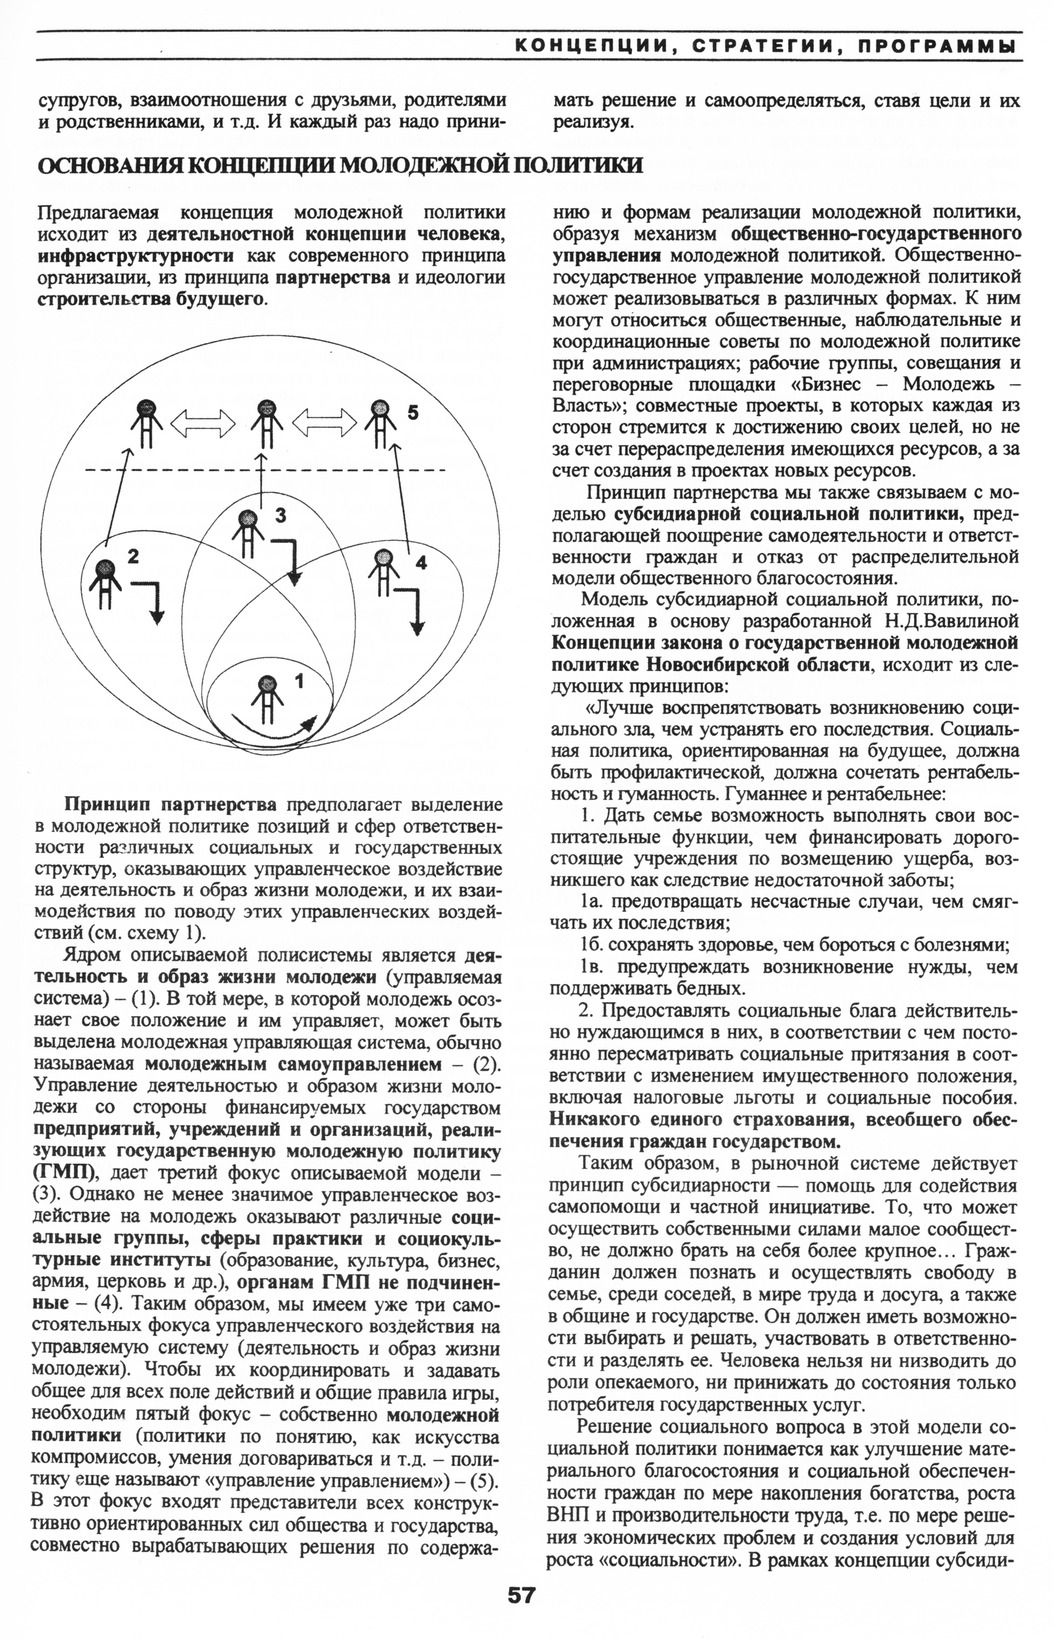 КОНЦЕПЦИИ, СТРАТЕГИИ, ПРОГРАММЫ
супругов, взаимоотношения с друзьями, родителями
и родственниками, и т.д. И каждый раз надо прини-
мать решение и самоопределяться, ставя цели и их
реализуя.
ОСНОВАНИЯ КОНЦЕПЦИИ МОЛОДЕЖНОЙ ПОЛИТИКИ
Предлагаемая концепция молодежной политики
исходит из деятельностной концепции человека,
инфраструктурности как современного принципа
организации, из принципа партнерства и идеологии
строительства будущего.
5
3
2
4
1
Принцип партнерства предполагает выделение
в молодежной политике позиций и сфер ответствен-
ности различных социальных и государственных
структур, оказывающих управленческое воздействие
на деятельность и образ жизни молодежи, и их взаи-
модействия по поводу этих управленческих воздей-
ствий (см. схему 1).
Ядром описываемой полисистемы является дея-
тельность и образ жизни молодежи (управляемая
система) – (1). В той мере, в которой молодежь осоз-
нает свое положение и им управляет, может быть
выделена молодежная управляющая система, обычно
называемая молодежным самоуправлением – (2).
Управление деятельностью и образом жизни моло-
дежи со стороны финансируемых государством
предприятий, учреждений и организаций, реали-
зующих государственную молодежную политику
(ГМП), дает третий фокус описываемой модели –
(3). Однако не менее значимое управленческое воз-
действие на молодежь оказывают различные соци-
альные группы, сферы практики и социокуль-
турные институты (образование, культура, бизнес,
армия, церковь и др.), органам ГМП не подчинен-
ные – (4). Таким образом, мы имеем уже три само-
стоятельных фокуса управленческого воздействия на
управляемую систему (деятельность и образ жизни
молодежи). Чтобы их координировать и задавать
общее для всех поле действий и общие правила игры,
необходим пятый фокус – собственно молодежной
политики (политики по понятию, как искусства
компромиссов, умения договариваться и т.д. – поли-
тику еще называют «управление управлением») – (5).
В этот фокус входят представители всех конструк-
тивно ориентированных сил общества и государства,
совместно вырабатывающих решения по содержа-
нию и формам реализации молодежной политики,
образуя механизм общественно-государственного
управления молодежной политикой. Общественно-
государственное управление молодежной политикой
может реализовываться в различных формах. К ним
могут относиться общественные, наблюдательные и
координационные советы по молодежной политике
при администрациях; рабочие группы, совещания и
переговорные площадки «Бизнес – Молодежь –
Власть»; совместные проекты, в которых каждая из
сторон стремится к достижению своих целей, но не
за счет перераспределения имеющихся ресурсов, а за
счет создания в проектах новых ресурсов.
Принцип партнерства мы также связываем с мо-
делью субсидиарной социальной политики, пред-
полагающей поощрение самодеятельности и ответст-
венности граждан и отказ от распределительной
модели общественного благосостояния.
Модель субсидиарной социальной политики, по-
ложенная в основу разработанной Н.Д.Вавилиной
Концепции закона о государственной молодежной
политике Новосибирской области, исходит из сле-
дующих принципов:
«Лучше воспрепятствовать возникновению соци-
ального зла, чем устранять его последствия. Социаль-
ная политика, ориентированная на будущее, должна
быть профилактической, должна сочетать рентабель-
ность и гуманность. Гуманнее и рентабельнее:
1. Дать семье возможность выполнять свои вос-
питательные функции, чем финансировать дорого-
стоящие учреждения по возмещению ущерба, воз-
никшего как следствие недостаточной заботы;
1а. предотвращать несчастные случаи, чем смяг-
чать их последствия;
1б. сохранять здоровье, чем бороться с болезнями;
1в. предупреждать возникновение нужды, чем
поддерживать бедных.
2. Предоставлять социальные блага действитель-
но нуждающимся в них, в соответствии с чем посто-
янно пересматривать социальные притязания в соот-
ветствии с изменением имущественного положения,
включая налоговые льготы и социальные пособия.
Никакого единого страхования, всеобщего обес-
печения граждан государством.
Таким образом, в рыночной системе действует
принцип субсидиарности — помощь для содействия
самопомощи и частной инициативе. То, что может
осуществить собственными силами малое сообщест-
во, не должно брать на себя более крупное... Граж-
данин должен познать и осуществлять свободу в
семье, среди соседей, в мире труда и досуга, а также
в общине и государстве. Он должен иметь возможно-
сти выбирать и решать, участвовать в ответственно-
сти и разделять ее. Человека нельзя ни низводить до
роли опекаемого, ни принижать до состояния только
потребителя государственных услуг.
Решение социального вопроса в этой модели со-
циальной политики понимается как улучшение мате-
риального благосостояния и социальной обеспечен-
ности граждан по мере накопления богатства, роста
ВНП и производительности труда, т.е. по мере реше-
ния экономических проблем и создания условий для
роста «социальности». В рамках концепции субсиди-
57